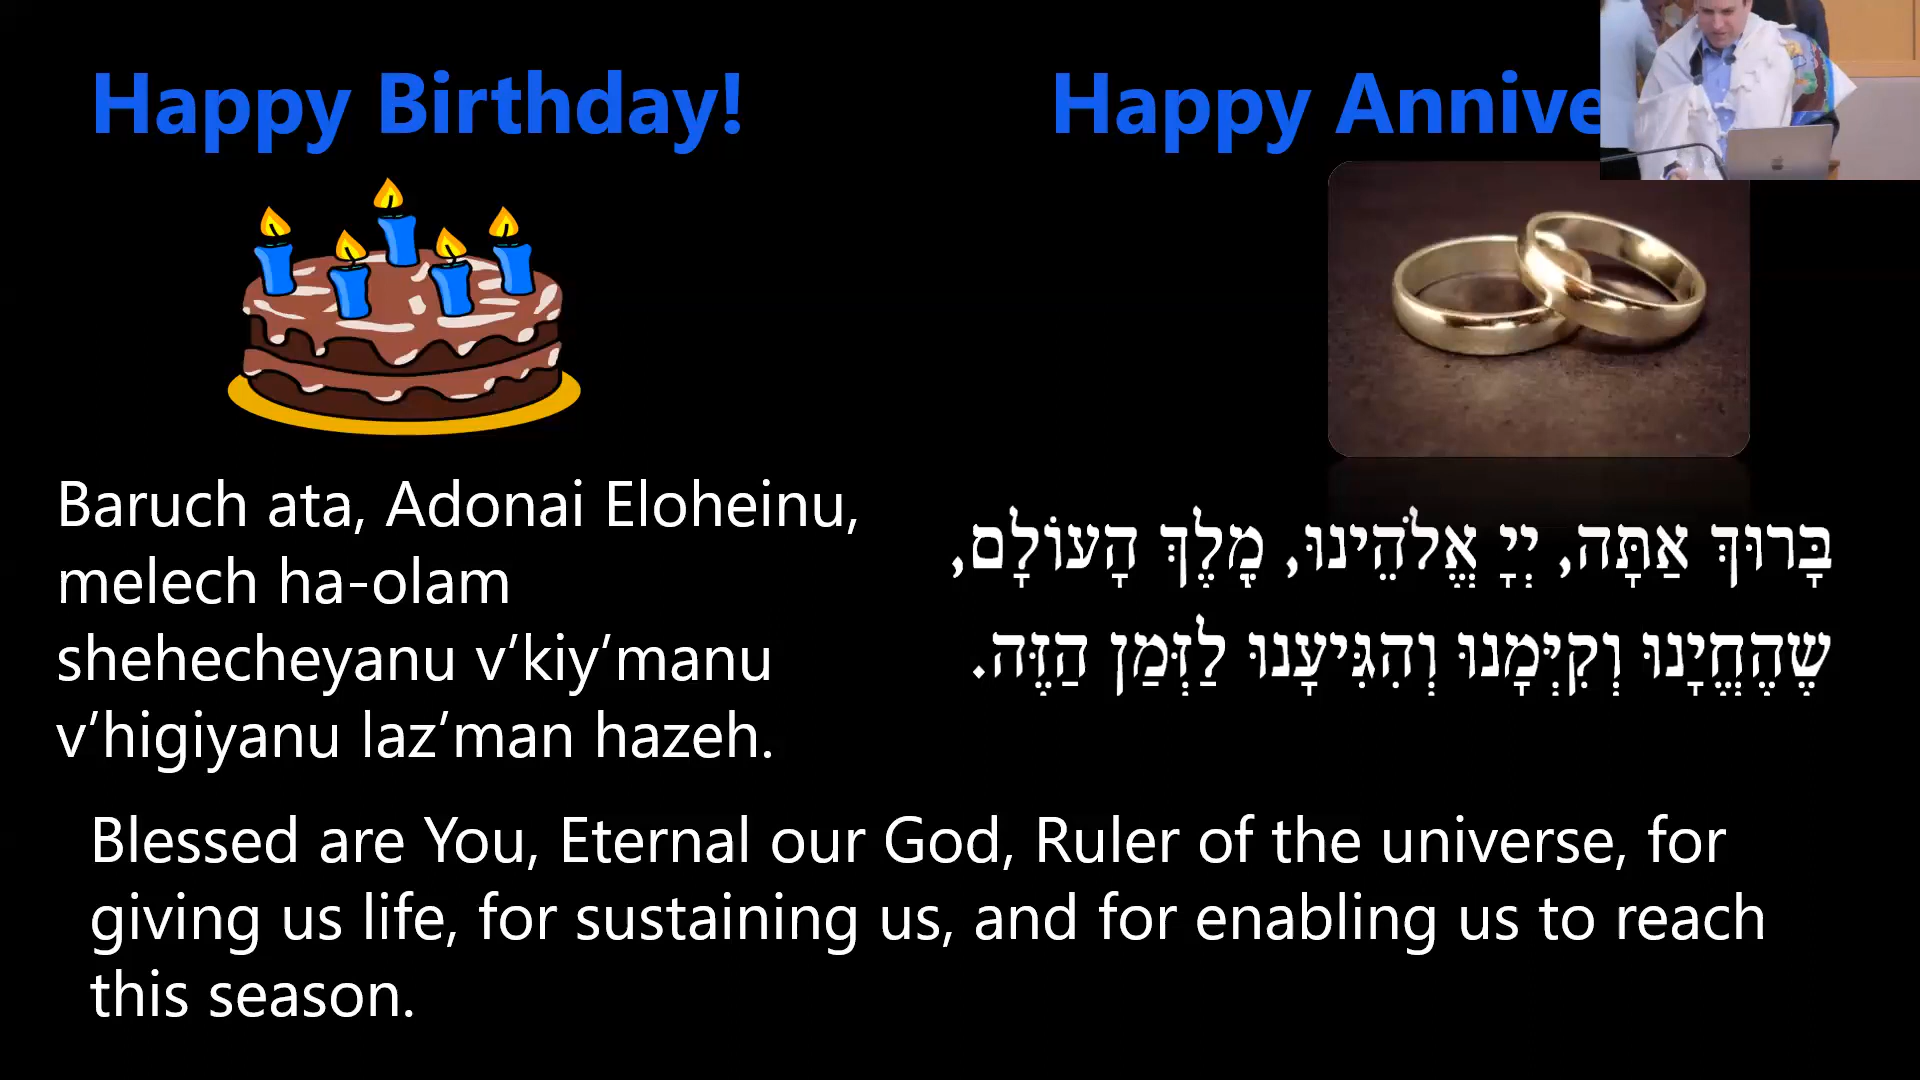 Happy Birthday!
Happy Annive
Baruch ata, Adonai Eloheinu,
melech ha-olam
shehecheyanu v’kiy’manu
v’higiyanu laz’man hazeh.
בָּרוּךְ אַתָּה, יְיָ אֱלֹהֵינוּ, מֶֽלֶךְ הָעוֹלָם,
שֶׁהֶחֱיָנוּ וְקִיְּמָנוּ וְהִגִּיעָנוּ לַזְּמַן הַזֶּה.
Blessed are You, Eternal our God, Ruler of the universe, for
giving us life, for sustaining us, and for enabling us to reach
this season.